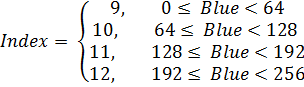 Index = { 9, 0 ≤ Blue < 64
10, 64 ≤ Blue < 128
11, 128 ≤ Blue < 192
12, 192 ≤ Blue < 256